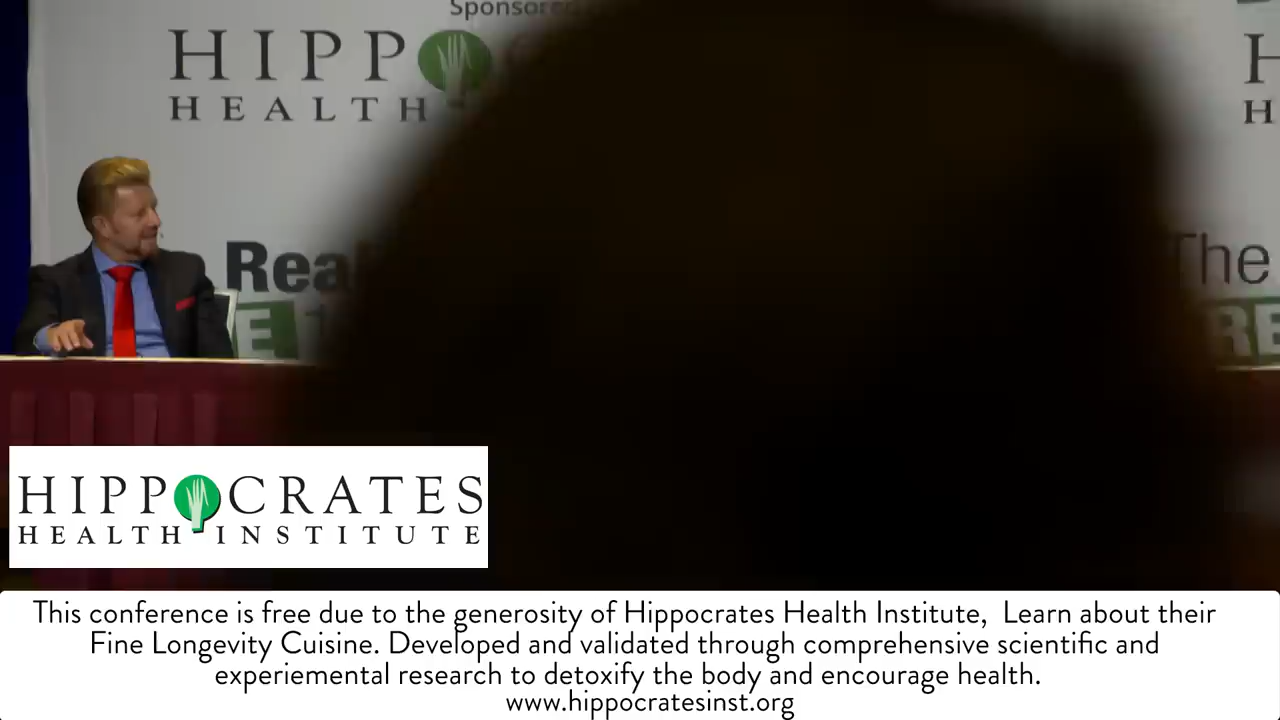 Sponsored
HIPP
HEALTH
H
H
Rea
The
E 1
RE
HIPPOCRATES
HEALTH INSTITUTE
This conference is free due to the generosity of Hippocrates Health Institute, Learn about their
Fine Longevity Cuisine. Developed and validated through comprehensive scientific and
experiemental research to detoxify the body and encourage health.
www.hippocratesinst.org